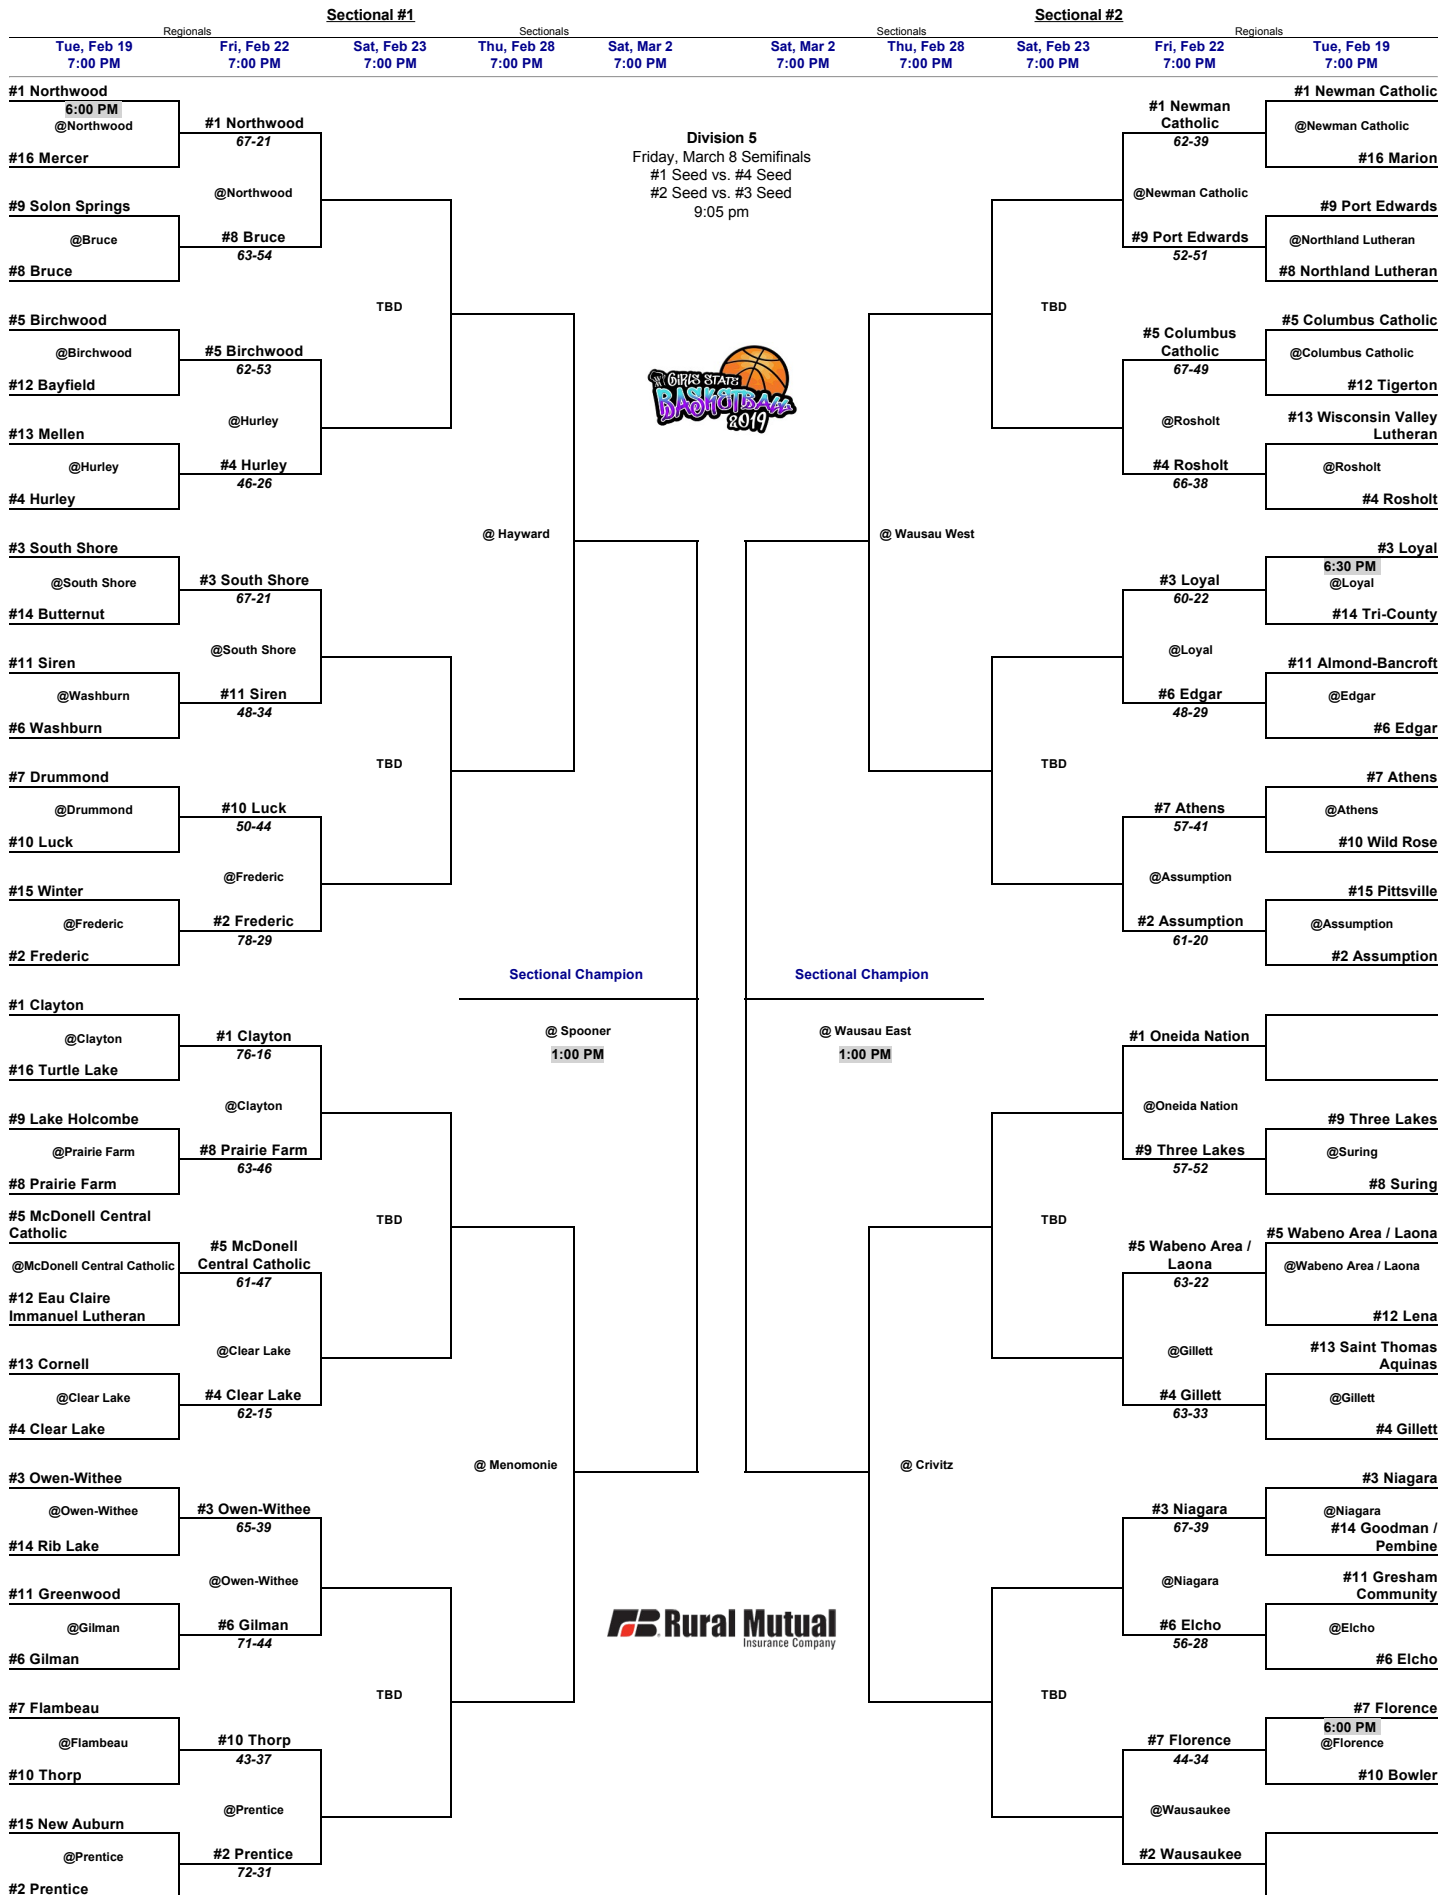 Sectional #1
Sectional #2
Regionals
Sectionals
Sectionals
Regionals
Tue, Feb 19
7:00 PM
Fri, Feb 22
7:00 PM
Sat, Feb 23
7:00 PM
Thu, Feb 28
7:00 PM
Sat, Mar 2
7:00 PM
Sat, Mar 2
7:00 PM
Thu, Feb 28
7:00 PM
Sat, Feb 23
7:00 PM
Fri, Feb 22
7:00 PM
Tue, Feb 19
7:00 PM
#1 Northwood
6:00 PM
@Northwood
#16 Mercer
#9 Solon Springs
@Bruce
#8 Bruce
#5 Birchwood
@Birchwood
#12 Bayfield
#13 Mellen
@Hurley
#4 Hurley
#3 South Shore
@South Shore
#14 Butternut
#11 Siren
@Washburn
#6 Washburn
#7 Drummond
@Drummond
#10 Luck
#15 Winter
@Frederic
#2 Frederic
#1 Clayton
@Clayton
#16 Turtle Lake
#9 Lake Holcombe
@Prairie Farm
#8 Prairie Farm
#5 McDonell Central
Catholic
@McDonell Central Catholic
#12 Eau Claire
Immanuel Lutheran
#13 Cornell
@Clear Lake
#4 Clear Lake
#3 Owen-Withee
@Owen-Withee
#14 Rib Lake
#11 Greenwood
@Gilman
#6 Gilman
#7 Flambeau
@Flambeau
#10 Thorp
#15 New Auburn
@Prentice
#2 Prentice
#1 Northwood
67-21
@Northwood
#8 Bruce
63-54
#5 Birchwood
62-53
@Hurley
#4 Hurley
46-26
#3 South Shore
67-21
@South Shore
#11 Siren
48-34
#10 Luck
50-44
@Frederic
#2 Frederic
78-29
#1 Clayton
76-16
@Clayton
#8 Prairie Farm
63-46
#5 McDonell
Central Catholic
61-47
@Clear Lake
#4 Clear Lake
62-15
#3 Owen-Withee
65-39
@Owen-Withee
#6 Gilman
71-44
#10 Thorp
43-37
@Prentice
#2 Prentice
72-31
TBD
TBD
TBD
TBD
@ Hayward
@ Menomonie
Sectional Champion
@ Spooner
1:00 PM
Division 5
Friday, March 8 Semifinals
#1 Seed vs. #4 Seed
#2 Seed vs. #3 Seed
9:05 pm
GIRLS STATE
BASKETBALL
2019
Rural Mutual
Insurance Company
Sectional Champion
@ Wausau East
1:00 PM
@ Wausau West
@ Crivitz
TBD
TBD
TBD
TBD
#1 Newman
Catholic
62-39
@Newman Catholic
#9 Port Edwards
52-51
#5 Columbus
Catholic
67-49
@Rosholt
#4 Rosholt
66-38
#3 Loyal
60-22
@Loyal
#6 Edgar
48-29
#7 Athens
57-41
@Assumption
#2 Assumption
61-20
#1 Oneida Nation
@Oneida Nation
#9 Three Lakes
57-52
#5 Wabeno Area /
Laona
63-22
@Gillett
#4 Gillett
63-33
#3 Niagara
67-39
@Niagara
#6 Elcho
56-28
#7 Florence
44-34
@Wausaukee
#2 Wausaukee
#1 Newman Catholic
@Newman Catholic
#16 Marion
#9 Port Edwards
@Northland Lutheran
#8 Northland Lutheran
#5 Columbus Catholic
@Columbus Catholic
#12 Tigerton
#13 Wisconsin Valley
Lutheran
@Rosholt
#4 Rosholt
#3 Loyal
6:30 PM
@Loyal
#14 Tri-County
#11 Almond-Bancroft
@Edgar
#6 Edgar
#7 Athens
@Athens
#10 Wild Rose
#15 Pittsville
@Assumption
#2 Assumption
#9 Three Lakes
@Suring
#8 Suring
#5 Wabeno Area / Laona
@Wabeno Area / Laona
#12 Lena
#13 Saint Thomas
Aquinas
@Gillett
#4 Gillett
#3 Niagara
@Niagara
#14 Goodman /
Pembine
#11 Gresham
Community
@Elcho
#6 Elcho
#7 Florence
6:00 PM
@Florence
#10 Bowler